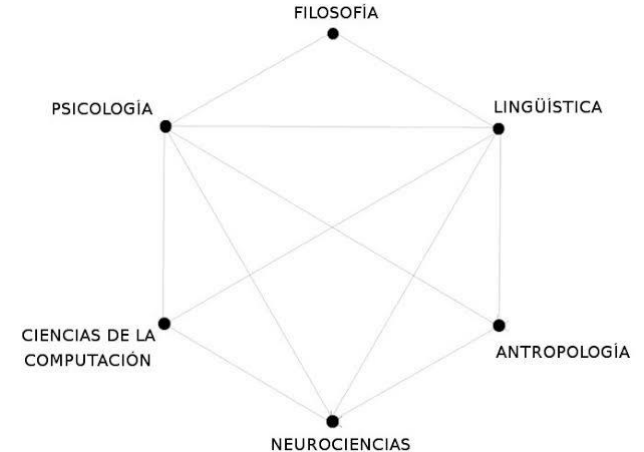 FILOSOFÍA
PSICOLOGÍA
LINGÜÍSTICA
CIENCIAS DE LA
COMPUTACIÓN
ANTROPOLOGÍA
NEUROCIENCIAS